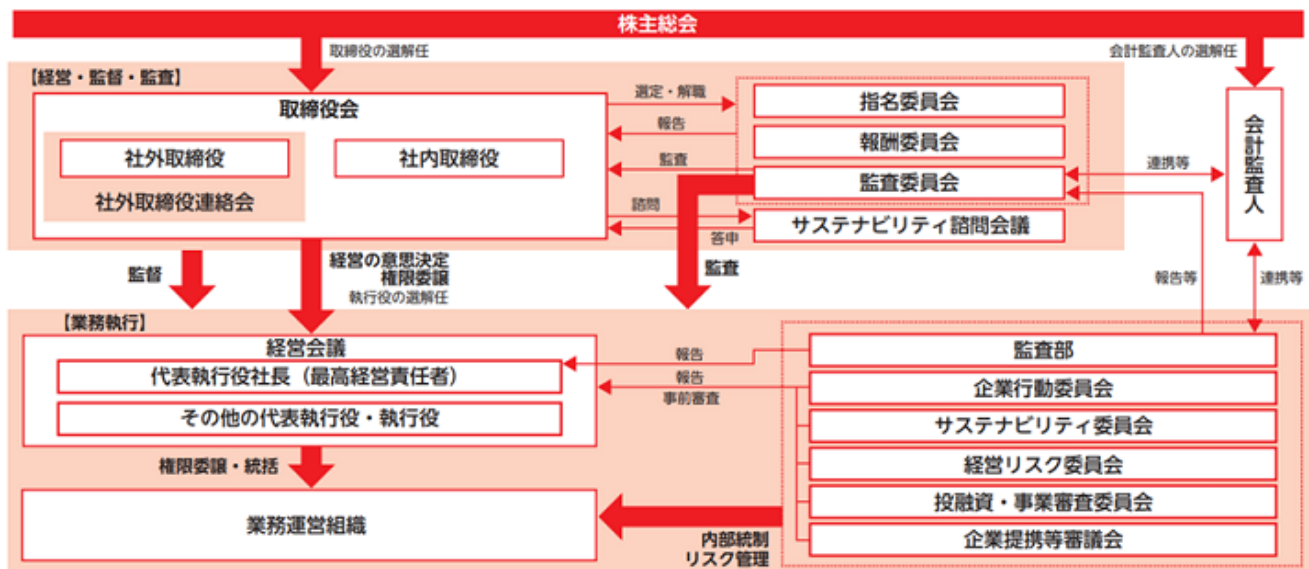 株主総会
取締役の選解任
会計監査人の選解任
【経営・監督・監査】
取締役会
社外取締役
社内取締役
社外取締役連絡会
選定・解職
報告
監査
諮問
答申
指名委員会
報酬委員会
監査委員会
サステナビリティ諮問会議
連携等
会計監査人
監督
経営の意思決定
権限委譲
執行役の選解任
監査
報告等
連携等
【業務執行】
経営会議
代表執行役社長（最高経営責任者）
その他の代表執行役・執行役
報告
報告
事前審査
監査部
企業行動委員会
サステナビリティ委員会
経営リスク委員会
投融資・事業審査委員会
企業提携等審議会
権限委譲・統括
業務運営組織
内部統制
リスク管理